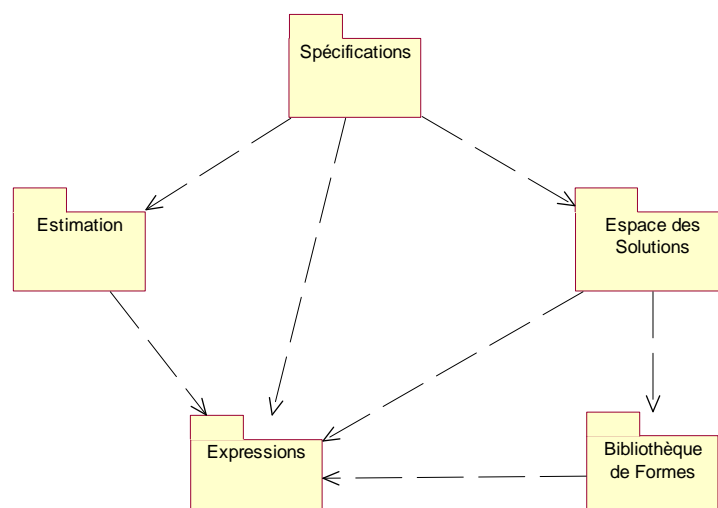 Spécifications
Estimation
Espace des
Solutions
Expressions
Bibliothèque
de Formes